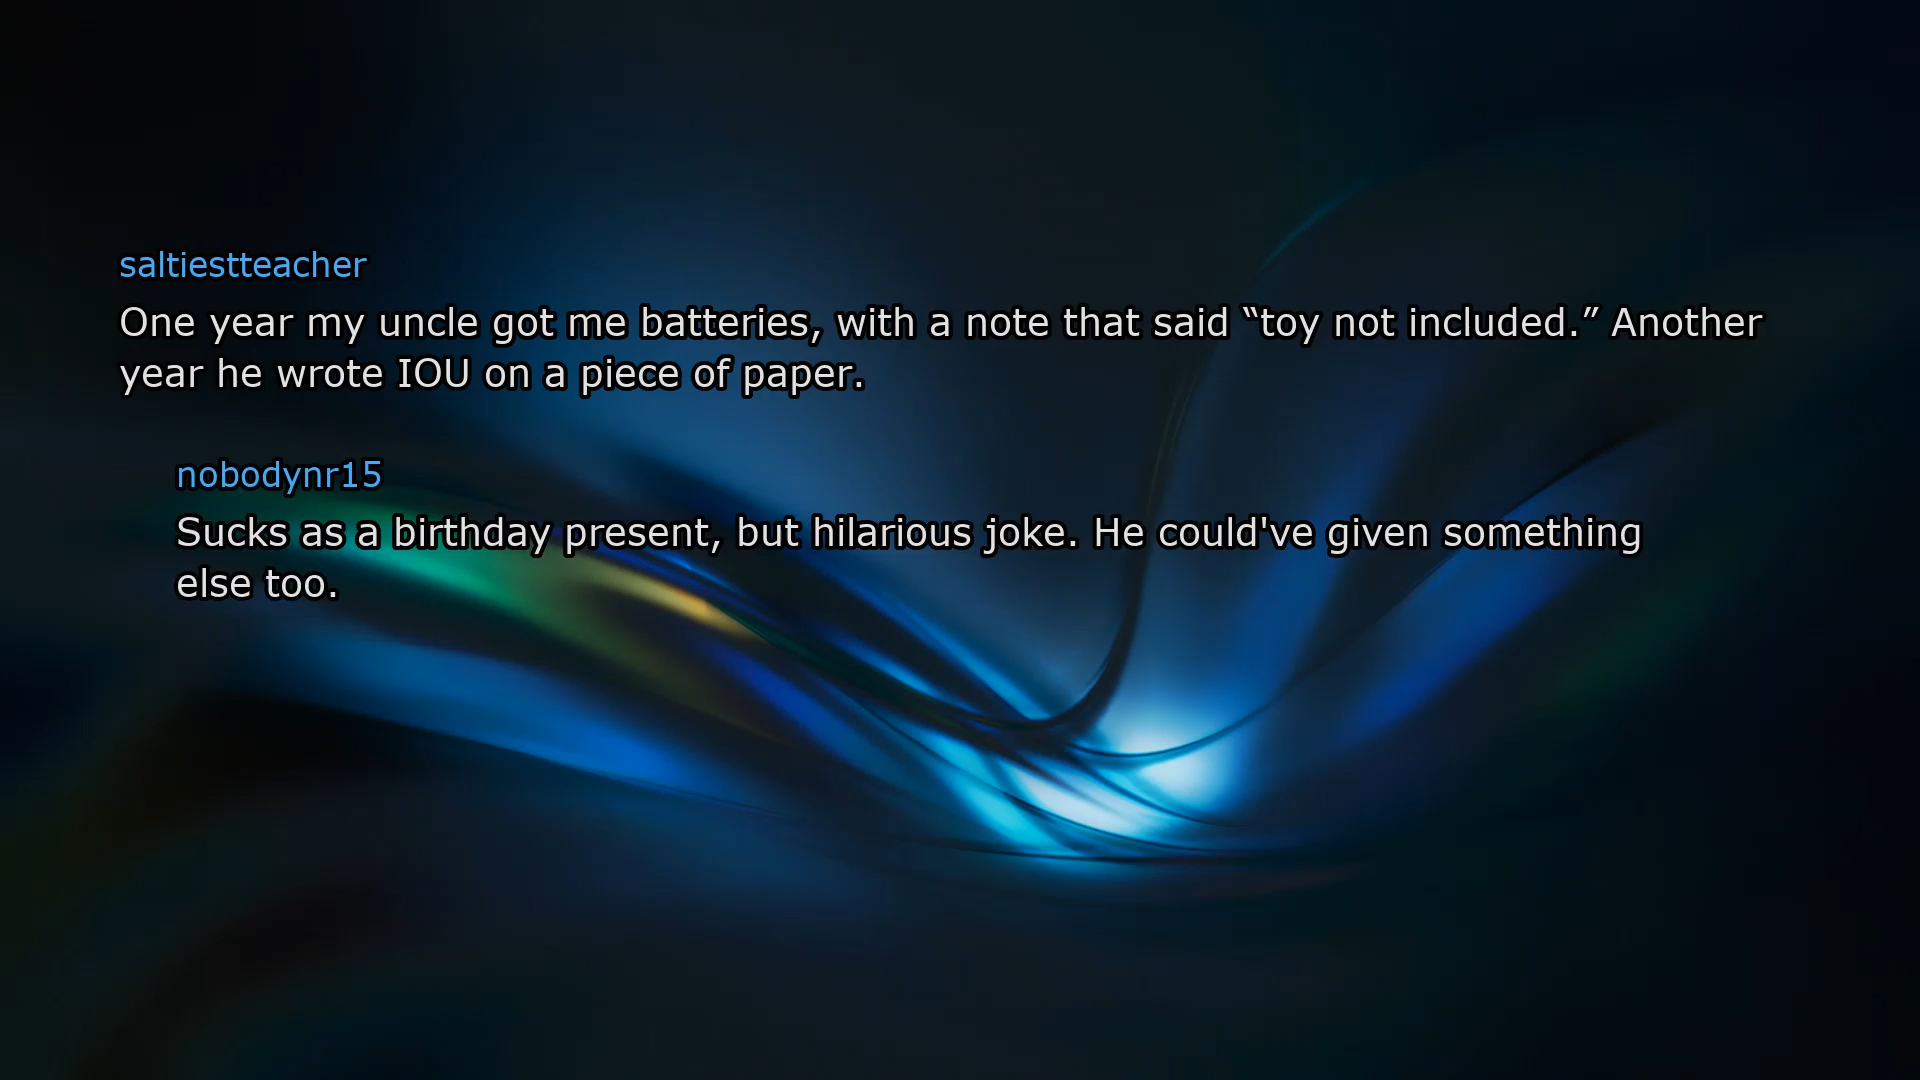 saltiestteacher
One year my uncle got me batteries, with a note that said “toy not included.” Another
year he wrote IOU on a piece of paper.
nobodynr15
Sucks as a birthday present, but hilarious joke. He could've given something
else too.